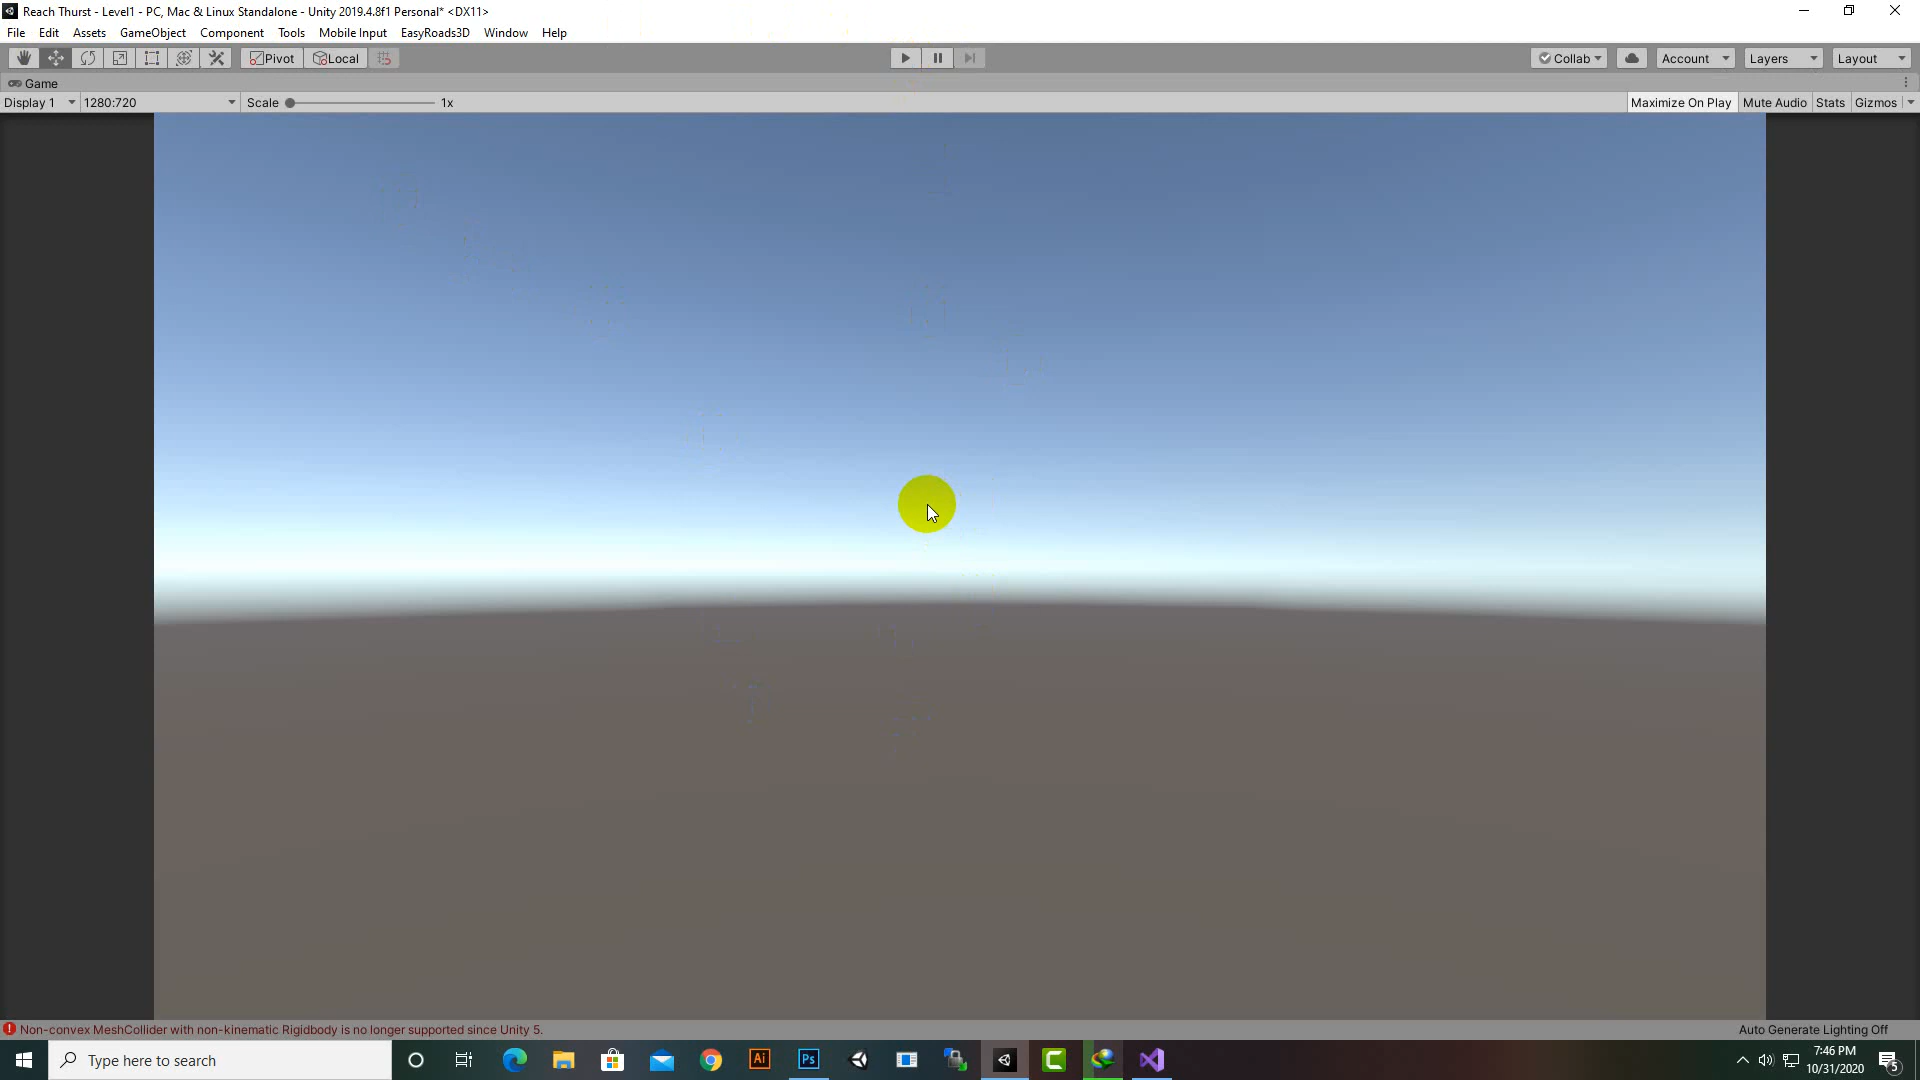 Reach Thurst - Level1 - PC, Mac & Linux Standalone - Unity 2019.4.8f1 Personal* <DX11>
File Edit Assets GameObject Component Tools Mobile Input EasyRoads3D Window Help
Pivot Local Collab Account Layers Layout
Game
Display 1 1280:720 Scale 1x Maximize On Play Mute Audio Stats Gizmos
Non-convex MeshCollider with non-kinematic Rigidbody is no longer supported since Unity 5. Auto Generate Lighting Off
Type here to search Ai Ps 7:46 PM
10/31/2020 5